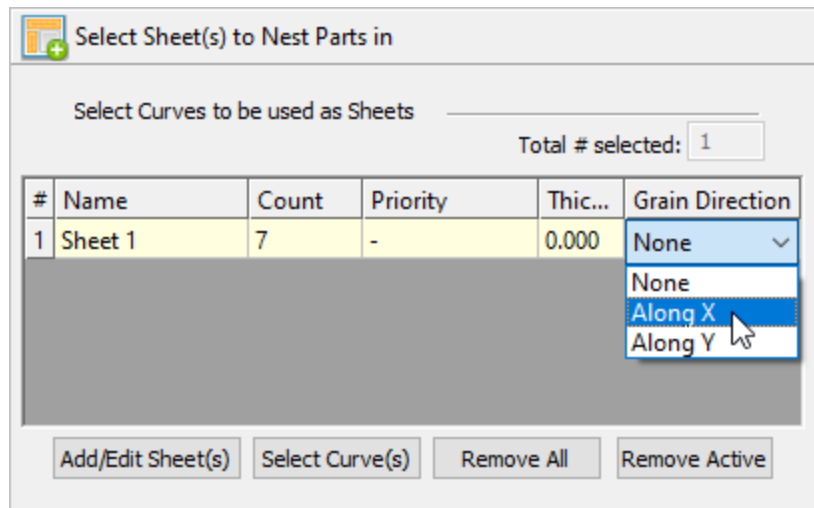 Select Sheet(s) to Nest Parts in
Select Curves to be used as Sheets
Total # selected: 1
# Name Count Priority Thic... Grain Direction
1 Sheet 1 7 - 0.000 None
None
Along X
Along Y
Add/Edit Sheet(s) Select Curve(s) Remove All Remove Active